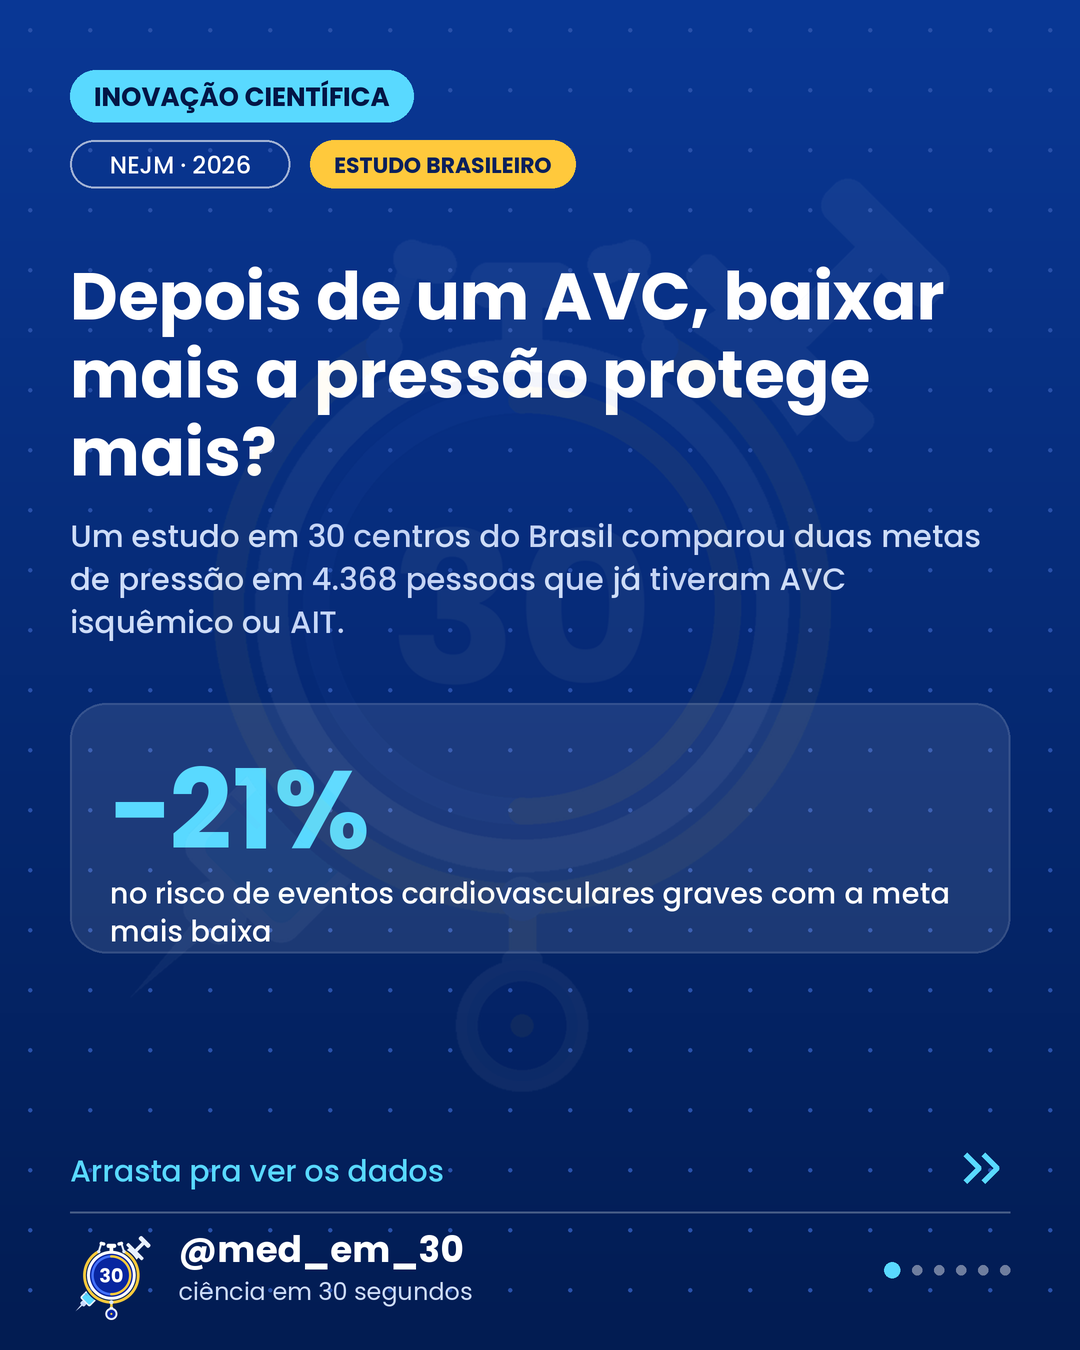 INOVAÇÃO CIENTÍFICA
NEJM · 2026
ESTUDO BRASILEIRO
Depois de um AVC, baixar
mais a pressão protege
mais?
Um estudo em 30 centros do Brasil comparou duas metas
de pressão em 4.368 pessoas que já tiveram AVC
isquêmico ou AIT.
30
-21%
no risco de eventos cardiovasculares graves com a meta
mais baixa
Arrasta pra ver os dados
30
@med_em_30
ciência em 30 segundos